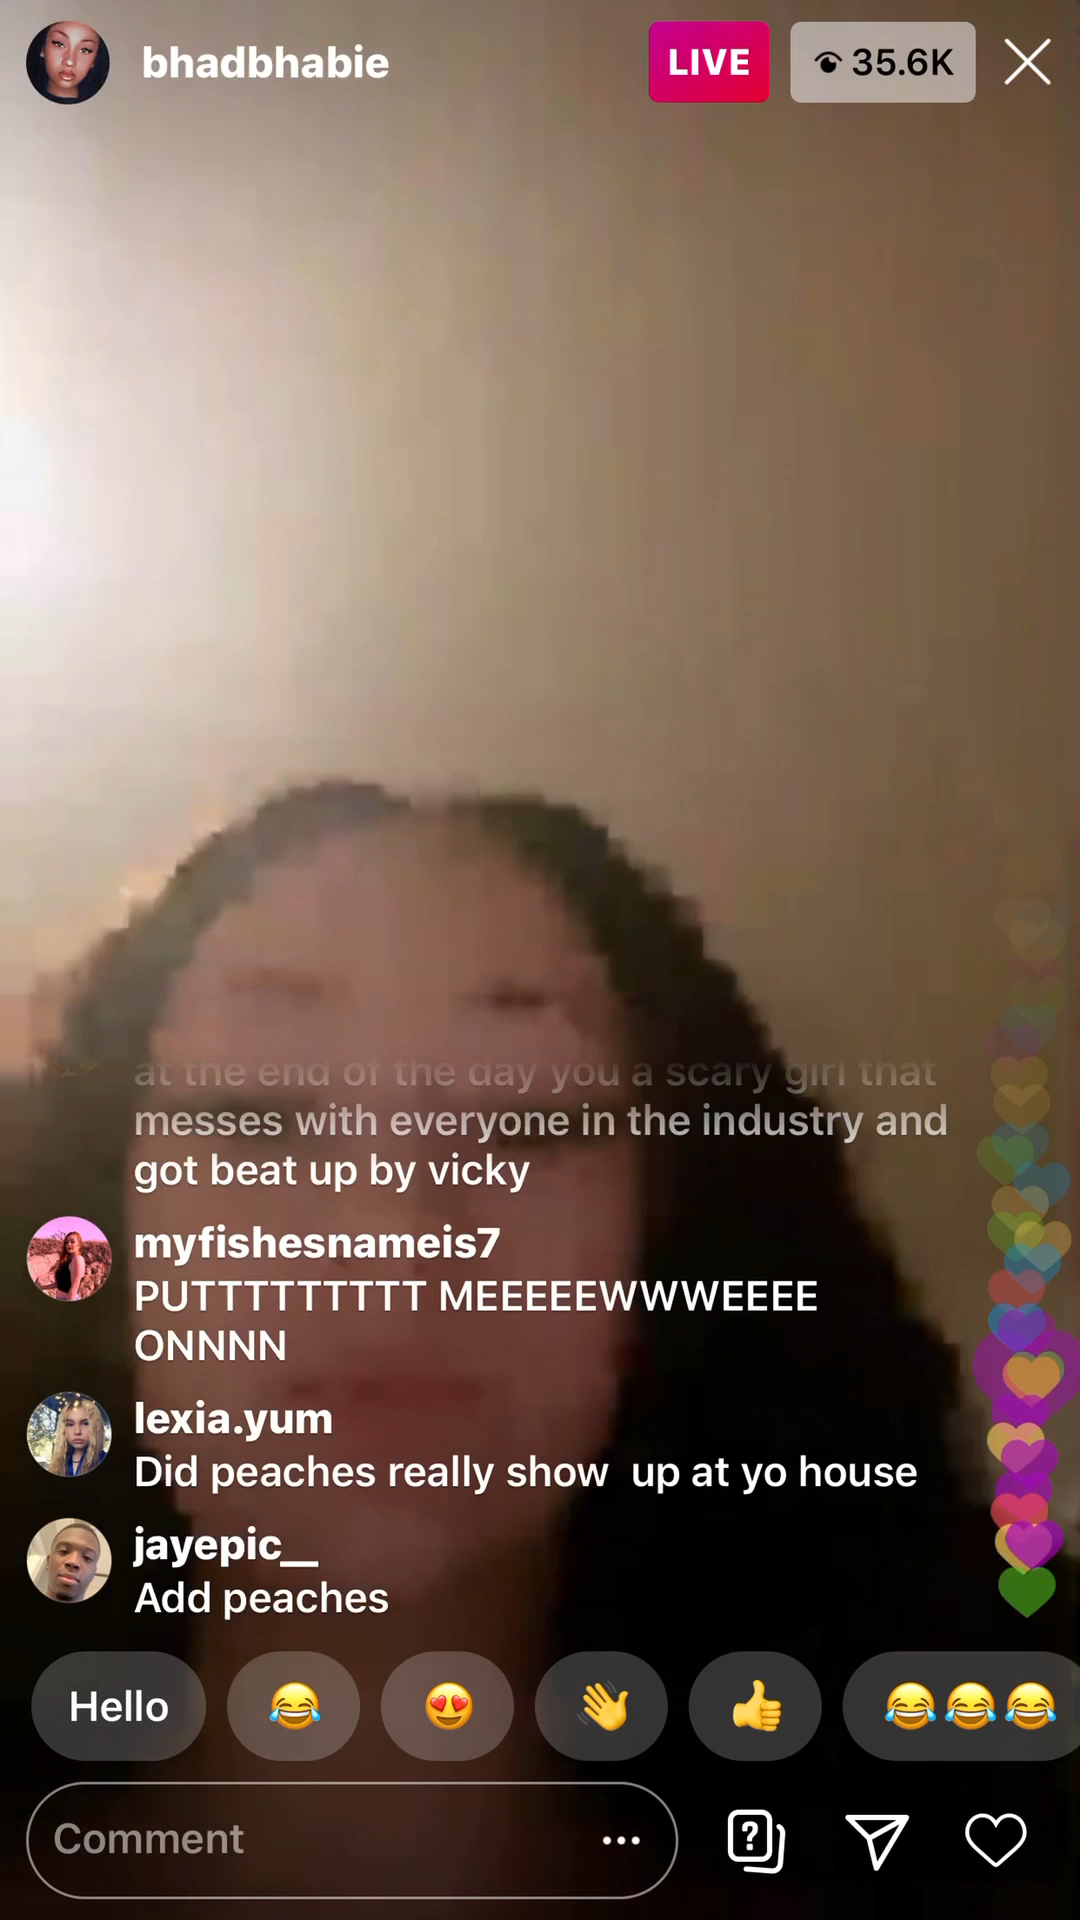 bhadbhabie
LIVE
35.6K
at the end of the day you a scary girl that
messes with everyone in the industry and
got beat up by vicky
myfishesnameis7
PUTTTTTTTTT MEEEEEWWWEEEE
ONNNN
lexia.yum
Did peaches really show  up at yo house
jayepic__
Add peaches
Hello
Comment